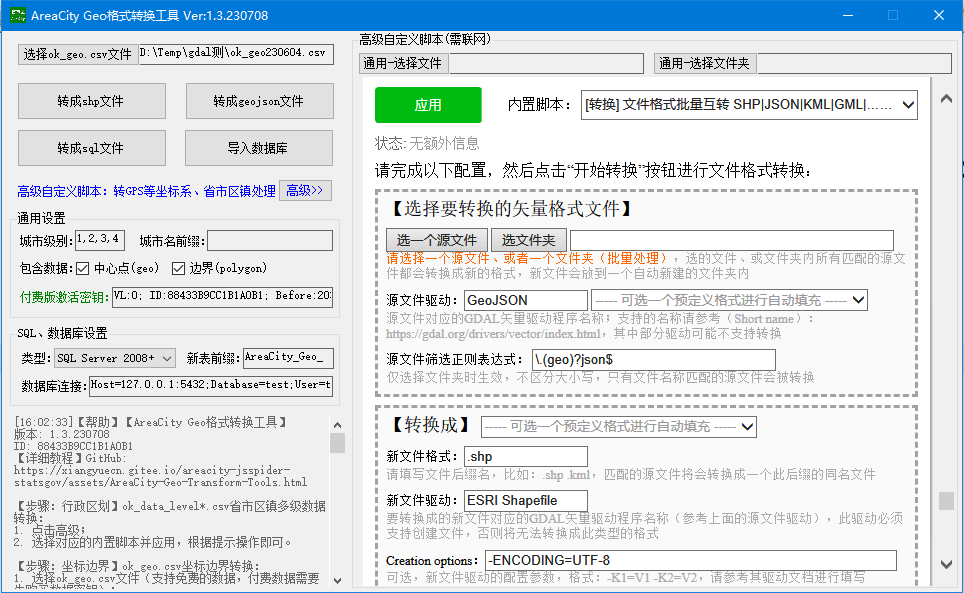 AreaCity Geo格式转换工具 Ver:1.3.230708
选择ok_geo.csv文件 D:\Temp\gdal测\ok_geo230604.csv
转成shp文件 转成geojson文件
转成sql文件 导入数据库
高级自定义脚本: 转GPS等坐标系、省市区镇处理 高级>>
通用设置
城市级别: 1,2,3,4 城市名前缀:
包含数据: 中心点(geo) 边界(polygon)
付费版激活密钥: VL:0; ID:88433B9CC1B1A0B1; Before:20
SQL、数据库设置
类型: SQL Server 2008+ 新表前缀: AreaCity_Geo_
数据库连接: Host=127.0.0.1:5432;Database=test;User=t
[16:02:33]【帮助】【AreaCity Geo格式转换工具】
版本: 1.3.230708
ID: 88433B9CC1B1A0B1
【详细教程】GitHub:
https://xiangyuecn.gitee.io/areacity-jsspider-
statsgov/assets/AreaCity-Geo-Transform-Tools.html
【步骤：行政区划】ok_data_level*.csv省市区镇多级数据
转换:
1. 点击高级;
2. 选择对应的内置脚本并应用，根据提示操作即可。
【步骤：坐标边界】ok_geo.csv坐标边界转换:
1. 选择ok_geo.csv文件（支持免费的数据，付费数据需要
高级自定义脚本(需联网)
通用-选择文件 通用-选择文件夹
应用 内置脚本： [转换] 文件格式批量互转 SHP|JSON|KML|GML|……
状态: 无额外信息
请完成以下配置，然后点击“开始转换”按钮进行文件格式转换：
【选择要转换的矢量格式文件】
选一个源文件 选文件夹
请选择一个源文件、或者一个文件夹（批量处理），选的文件、或文件夹内所有匹配的源文
件都会转换成新的格式，新文件会放到一个自动新建的文件夹内
源文件驱动： GeoJSON ----- 可选一个预定义格式进行自动填充 -----
源文件对应的GDAL矢量驱动程序名称；支持的名称请参考（Short name）：
https://gdal.org/drivers/vector/index.html，其中部分驱动可能不支持转换
源文件筛选正则表达式： \.(geo)?json$
仅选择文件夹时生效，不区分大小写，只有文件名称匹配的源文件会被转换
【转换成】 ----- 可选一个预定义格式进行自动填充 -----
新文件格式： .shp
请填写文件后缀名，比如：.shp .kml，匹配的源文件将会转换成一个此后缀的同名文件
新文件驱动： ESRI Shapefile
要转换成的新文件对应的GDAL矢量驱动程序名称（参考上面的源文件驱动），此驱动必须
支持创建文件，否则将无法转换成此类型的格式
Creation options： -ENCODING=UTF-8
可选，新文件驱动的配置参数，格式：-K1=V1 -K2=V2，请参考其驱动文档进行填写